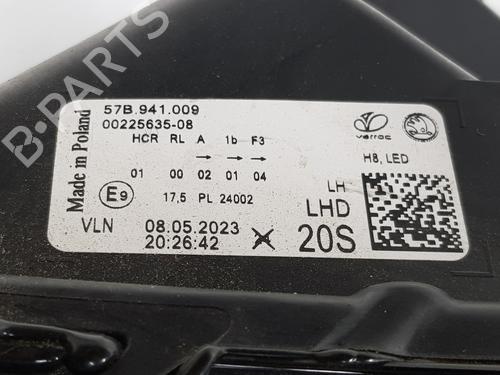 B-PARTS
57B.941.009
00225635-08
HCR RL A 1b F3
→ → →
01 00 02 01 04
E9
17,5 PL 24002
VLN 08.05.2023
20:26:42
Made in Poland
varroc
H8, LED
LH
LHD
20S